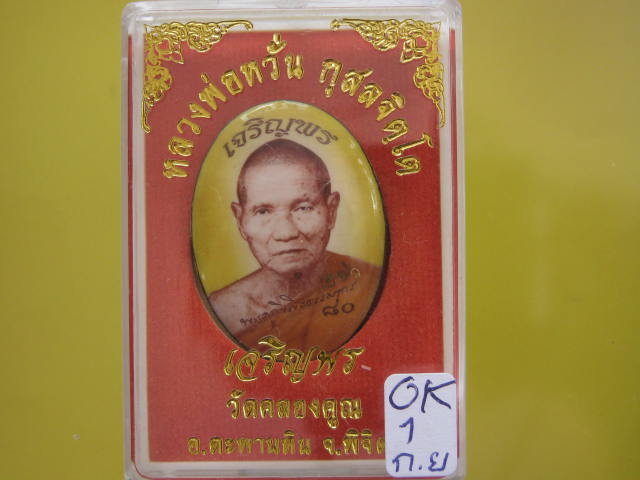 หลวงพ่อหวั่น กุสลจิตฺโต
เจริญพร
๘๐
เจริญพร
วัดคลองคูณ
อ.ตะพานหิน จ.พิจิ
OK
1
ก.ย